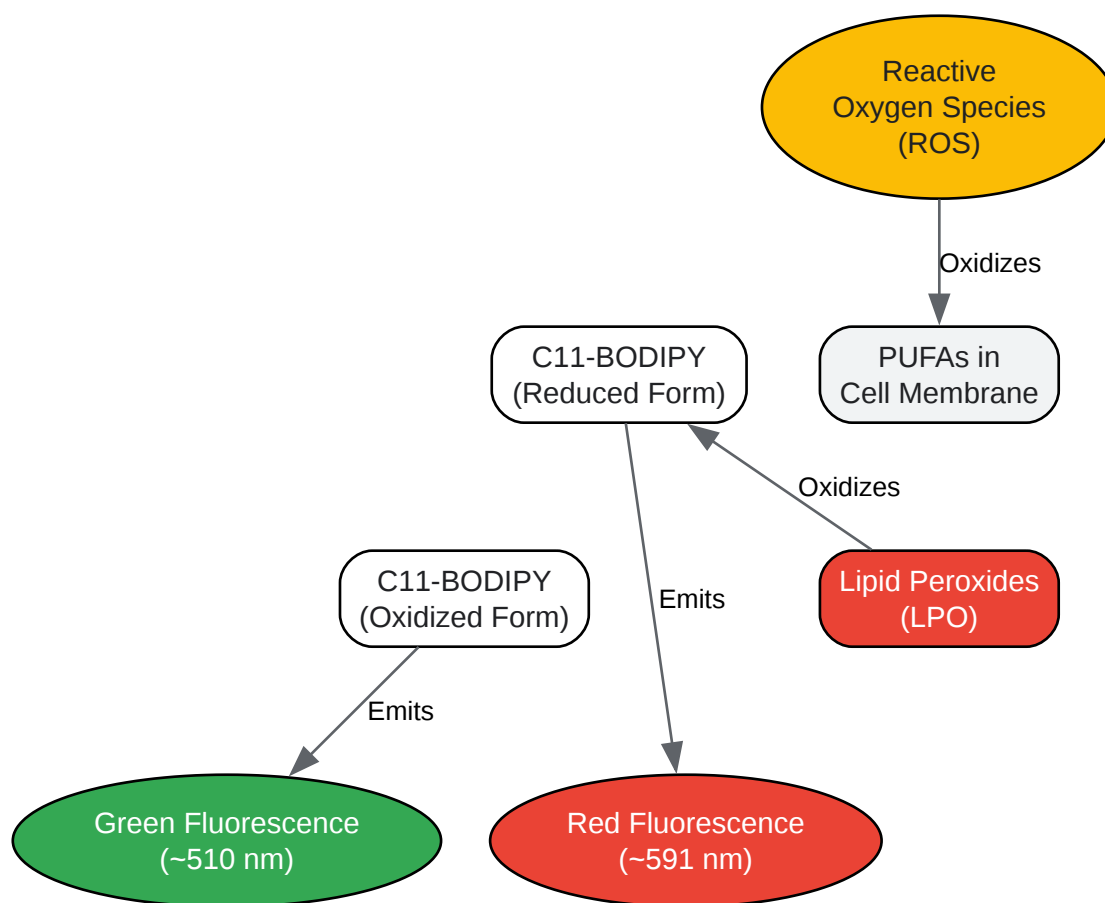 Reactive
Oxygen Species
(ROS)
Oxidizes
C11-BODIPY
(Reduced Form)
PUFAs in
Cell Membrane
Oxidizes
C11-BODIPY
(Oxidized Form)
Emits
Lipid Peroxides
(LPO)
Emits
Green Fluorescence
(~510 nm)
Red Fluorescence
(~591 nm)